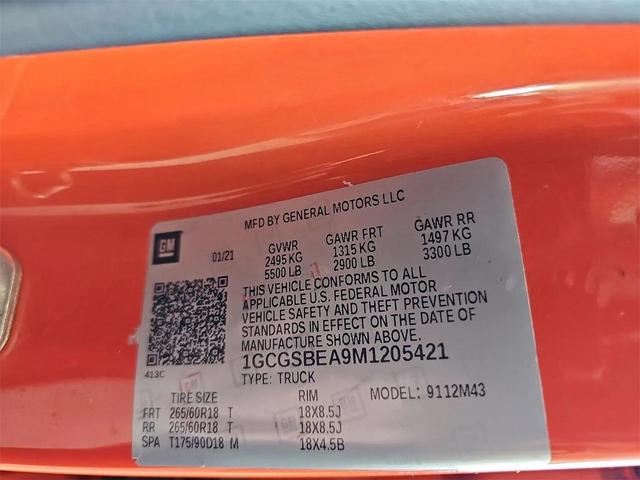 MFD BY GENERAL MOTORS LLC
GM
01/21
GVWR GAWR FRT GAWR RR
2495 KG 1315 KG 1497 KG
5500 LB 2900 LB 3300 LB
THIS VEHICLE CONFORMS TO ALL
APPLICABLE U.S. FEDERAL MOTOR
VEHICLE SAFETY AND THEFT PREVENTION
STANDARDS IN EFFECT ON THE DATE OF
MANUFACTURE SHOWN ABOVE.
413C
1GCGSBEA9M1205421
TYPE: TRUCK
MODEL: 9112M43
TIRE SIZE RIM
FRT 265/60R18 T 18X8.5J
RR 265/60R18 T 18X8.5J
SPA T175/90D18 M 18X4.5B